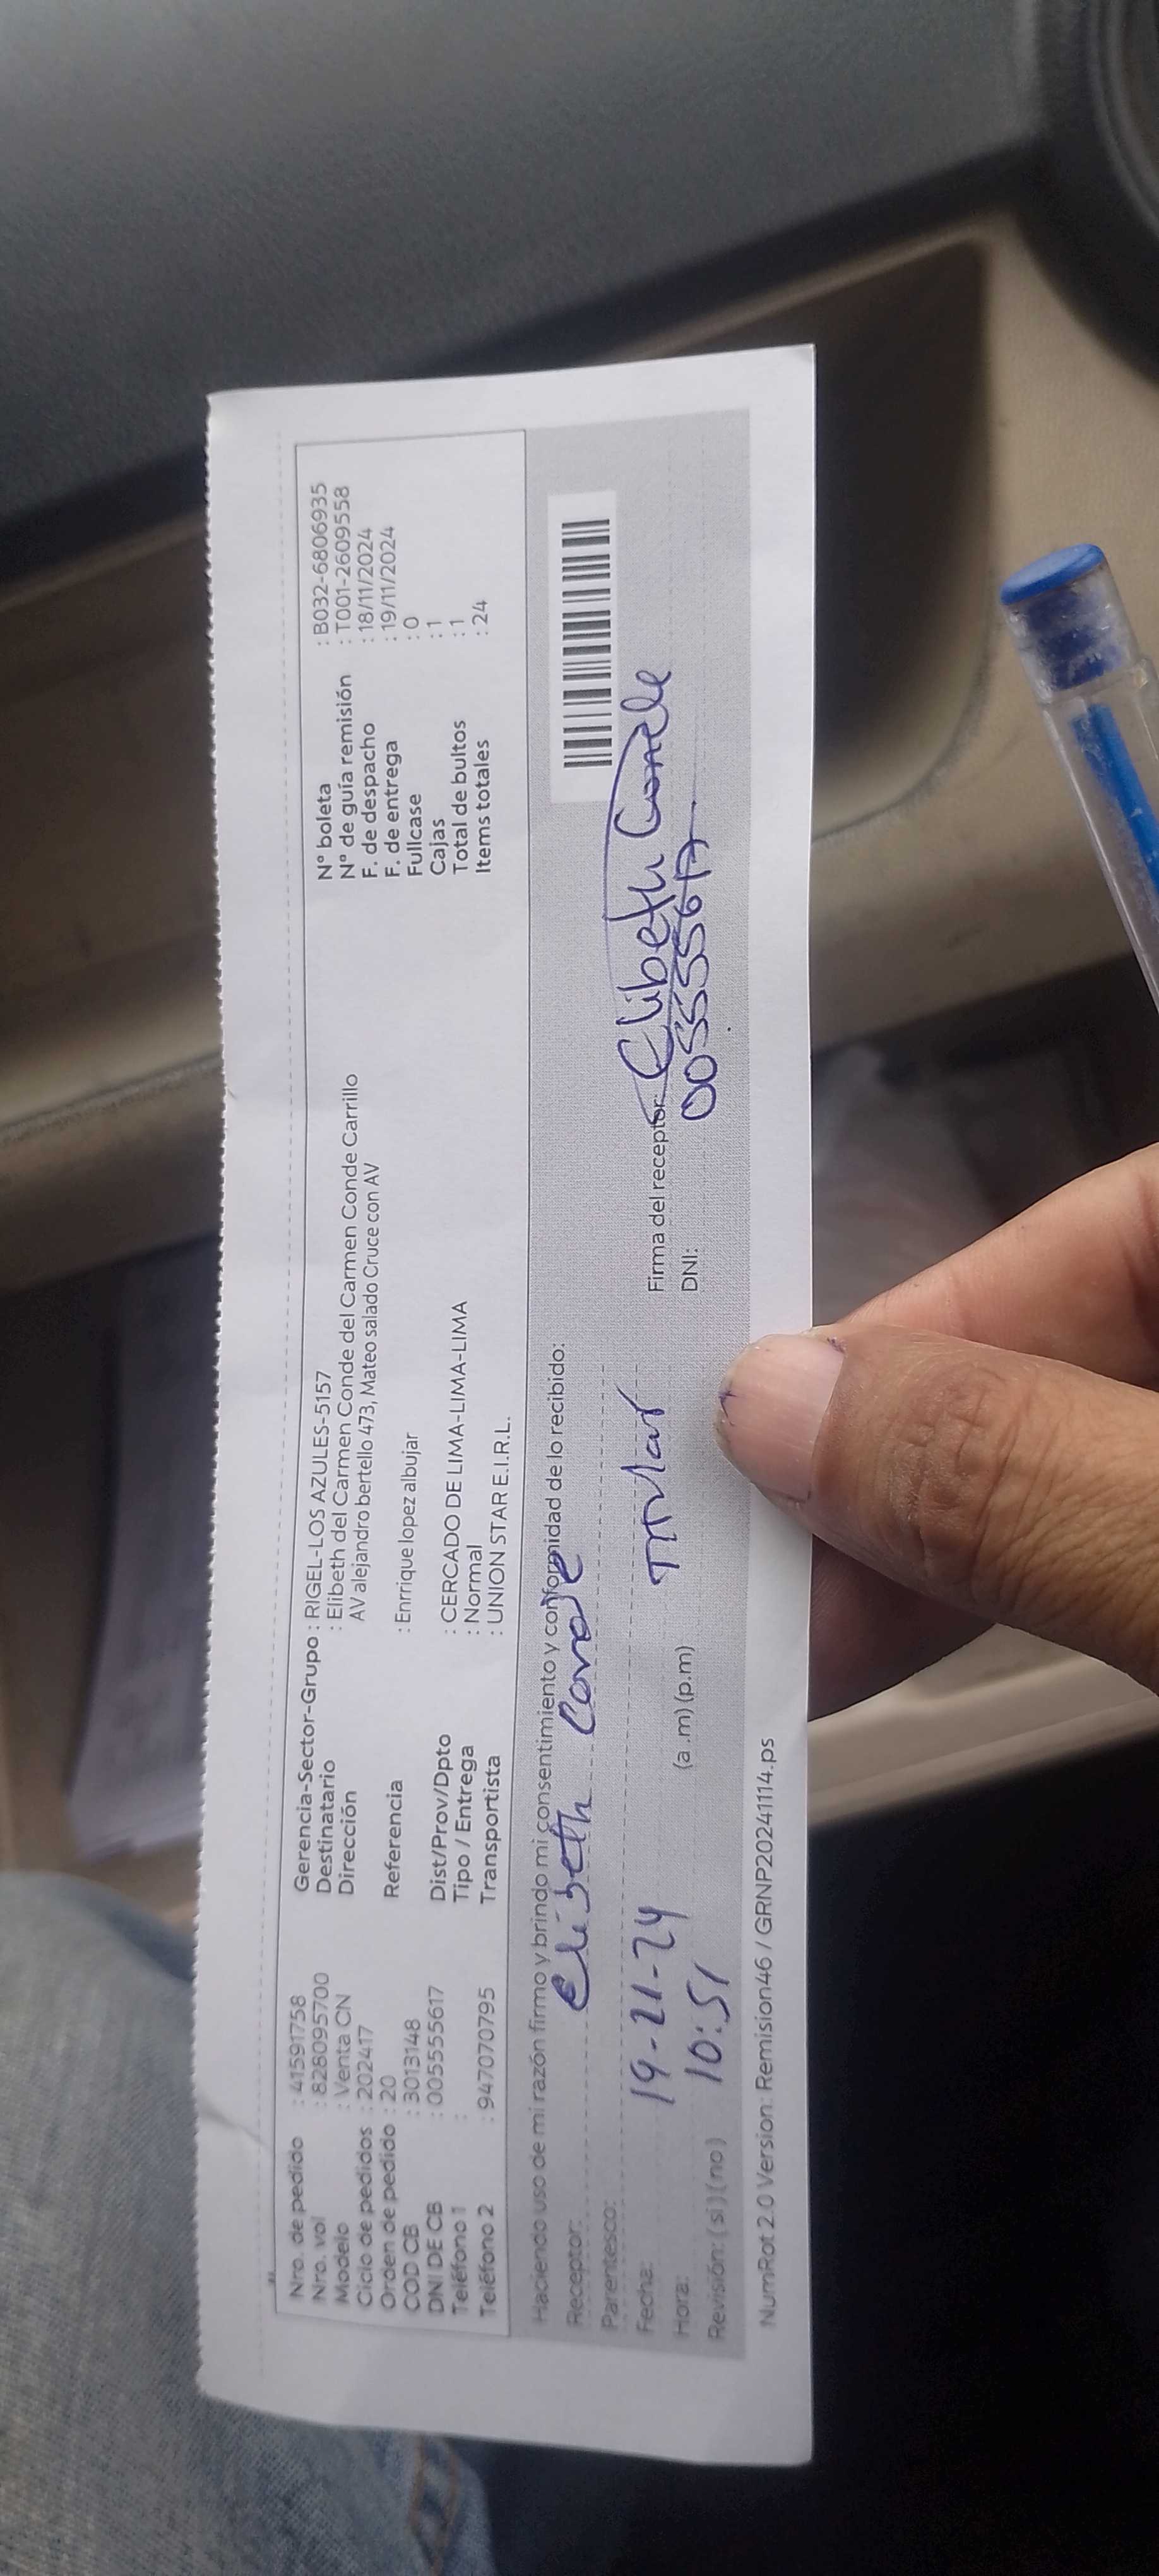 Nro. de pedido : 41591758
Nro. vol : 828095700
Modelo : Venta CN
Ciclo de pedidos : 202417
Orden de pedido : 20
COD CB : 3013148
DNI DE CB : 005555617
Teléfono 1 :
Teléfono 2 : 947070795
Gerencia-Sector-Grupo : RIGEL-LOS AZULES-5157
Destinatario : Elibeth del Carmen Conde del Carmen Conde Carrillo
Dirección AV alejandro bertello 473, Mateo salado Cruce con AV
Referencia : Enrrique lopez albujar
Dist/Prov/Dpto : CERCADO DE LIMA-LIMA-LIMA
Tipo / Entrega : Normal
Transportista : UNION STAR E.I.R.L.
N° boleta : B032-6806935
N° de guía remisión : T001-2609558
F. de despacho : 18/11/2024
F. de entrega : 19/11/2024
Fullcase : 0
Cajas : 1
Total de bultos : 1
Items totales : 24
Haciendo uso de mi razón firmo y brindo mi consentimiento y conformidad de lo recibido:
Receptor: Elibeth Conde
Parentesco: Titular
Fecha: 19-11-24
Hora: 10:51 (a .m) (p.m)
Revisión: ( si ) ( no )
Firma del receptor: Elibeth Conde
DNI: 005555617
NumRot 2.0 Version: Remision46 / GRNP20241114.ps